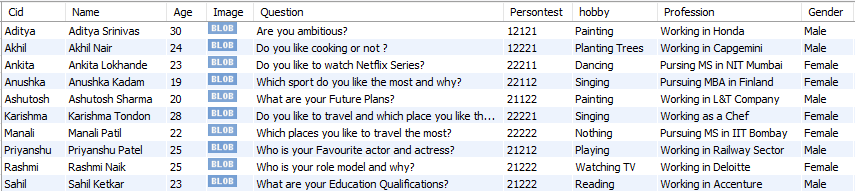 Cid Name Age Image Question Persontest hobby Profession Gender
Aditya Aditya Srinivas 30 BLOB Are you ambitious? 12121 Painting Working in Honda Male
Akhil Akhil Nair 24 BLOB Do you like cooking or not ? 12221 Planting Trees Working in Capgemini Male
Ankita Ankita Lokhande 23 BLOB Do you like to watch Netflix Series? 22211 Dancing Pursing MS in NIT Mumbai Female
Anushka Anushka Kadam 19 BLOB Which sport do you like the most and why? 22112 Singing Pursuing MBA in Finland Female
Ashutosh Ashutosh Sharma 20 BLOB What are your Future Plans? 21122 Painting Working in L&T Company Male
Karishma Karishma Tondon 28 BLOB Do you like to travel and which place you like th... 22221 Singing Working as a Chef Female
Manali Manali Patil 22 BLOB Which places you like to travel the most? 22222 Nothing Pursuing MS in IIT Bombay Female
Priyanshu Priyanshu Patel 25 BLOB Who is your Favourite actor and actress? 21212 Playing Working in Railway Sector Male
Rashmi Rashmi Naik 25 BLOB Who is your role model and why? 21222 Watching TV Working in Deloitte Female
Sahil Sahil Ketkar 23 BLOB What are your Education Qualifications? 21222 Reading Working in Accenture Male